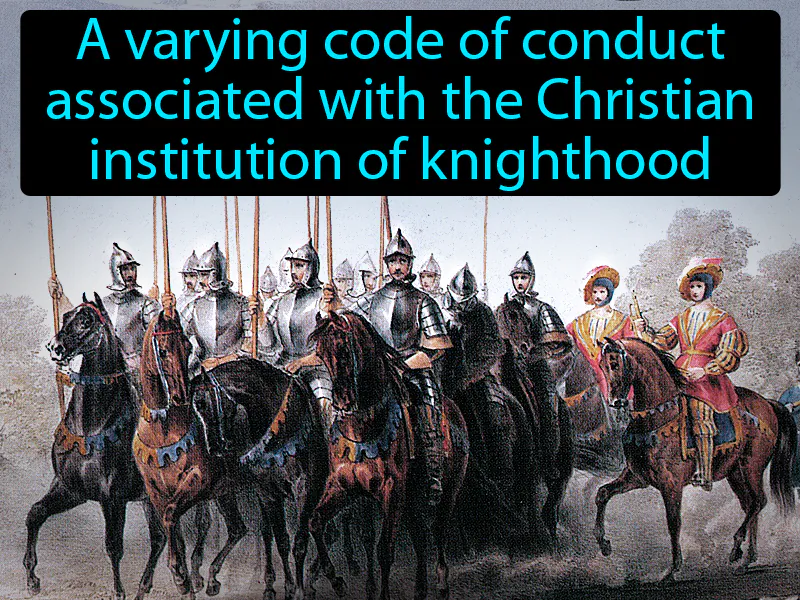 A varying code of conduct
associated with the Christian
institution of knighthood